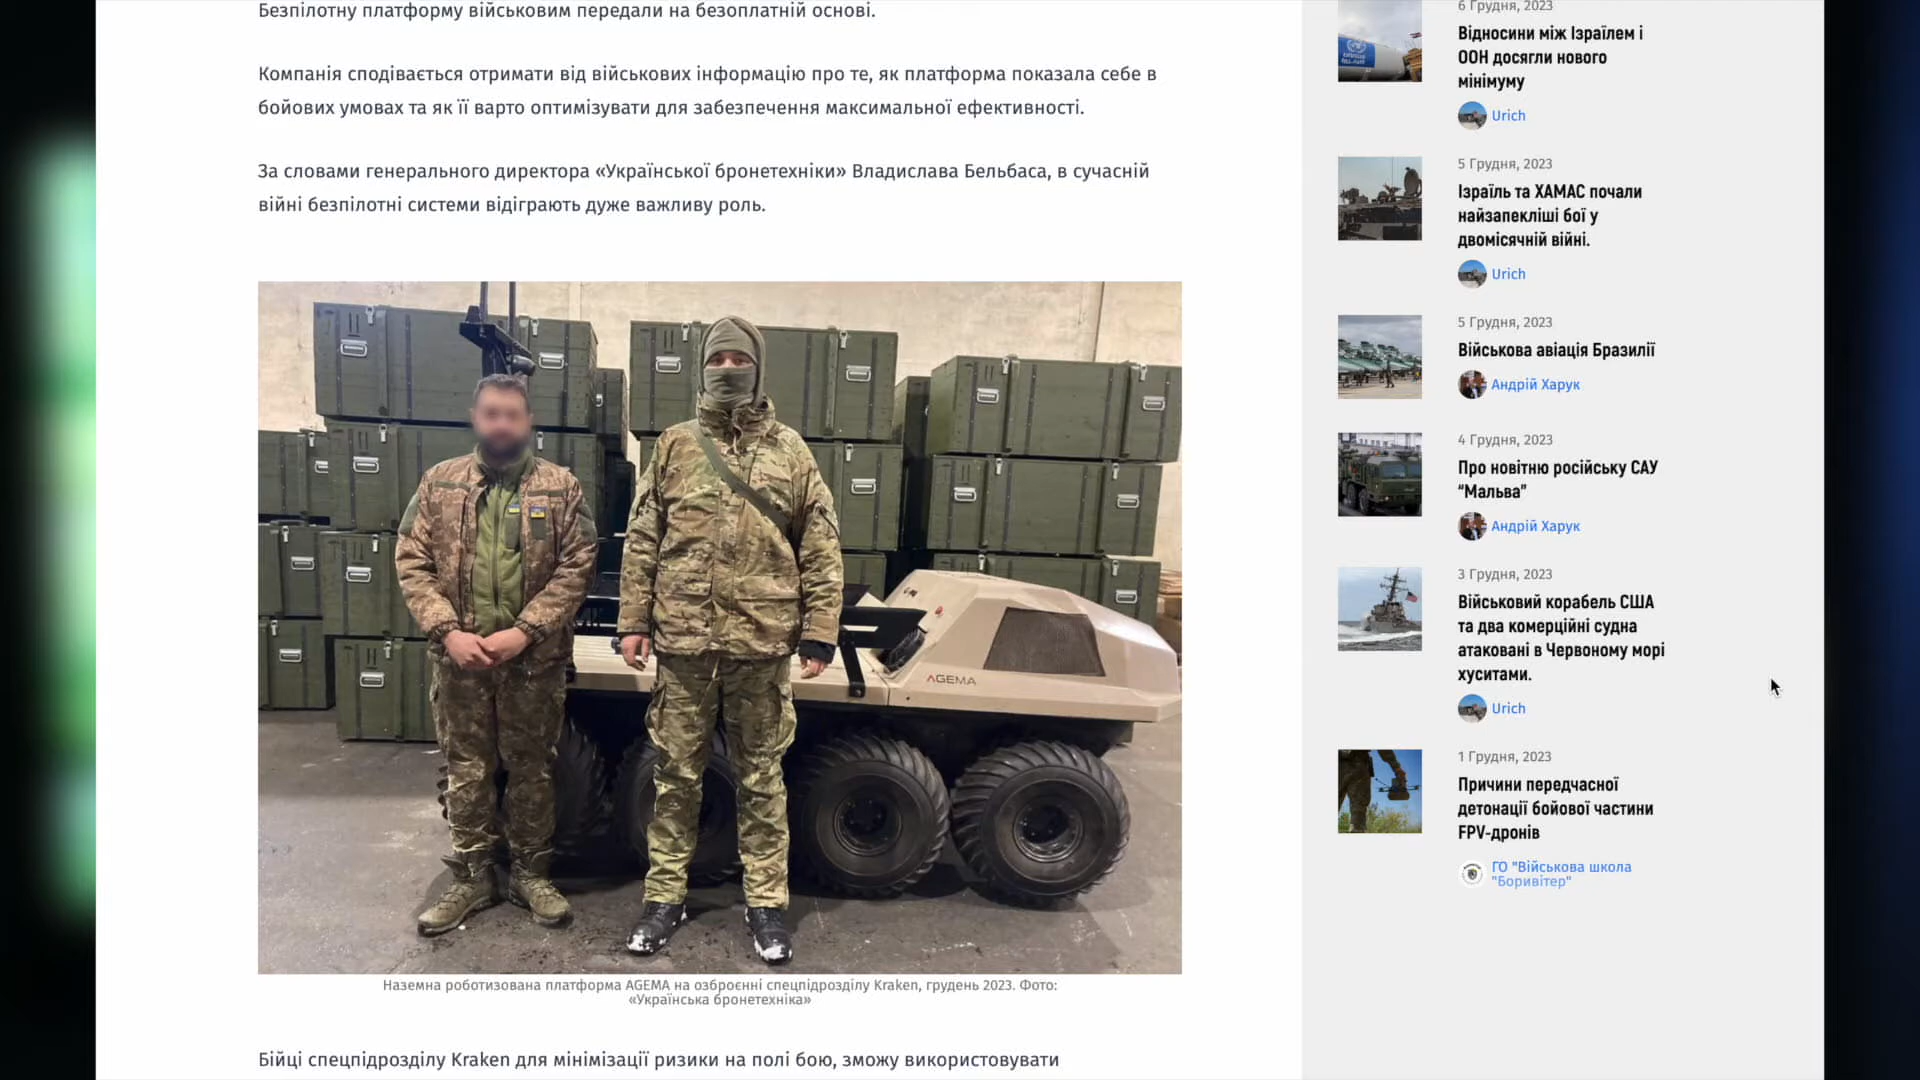 Безпілотну платформу військовим передали на безоплатній основі.
Компанія сподівається отримати від військових інформацію про те, як платформа показала себе в
бойових умовах та як її варто оптимізувати для забезпечення максимальної ефективності.
За словами генерального директора «Української бронетехніки» Владислава Бельбаса, в сучасній
війні безпілотні системи відіграють дуже важливу роль.
AGEMA
Наземна роботизована платформа AGEMA на озброєнні спецпідрозділу Kraken, грудень 2023. Фото:
«Українська бронетехніка»
Бійці спецпідрозділу Kraken для мінімізації ризики на полі бою, зможу використовувати
6 Грудня, 2023
Відносини між Ізраїлем і
ООН досягли нового
мінімуму
Urich
5 Грудня, 2023
Ізраїль та ХАМАС почали
найзапекліші бої у
двомісячній війні.
Urich
5 Грудня, 2023
Військова авіація Бразилії
Андрій Харук
4 Грудня, 2023
Про новітню російську САУ
“Мальва”
Андрій Харук
3 Грудня, 2023
Військовий корабель США
та два комерційні судна
атаковані в Червоному морі
хуситами.
Urich
1 Грудня, 2023
Причини передчасної
детонації бойової частини
FPV-дронів
ГО "Військова школа
"Боривітер"